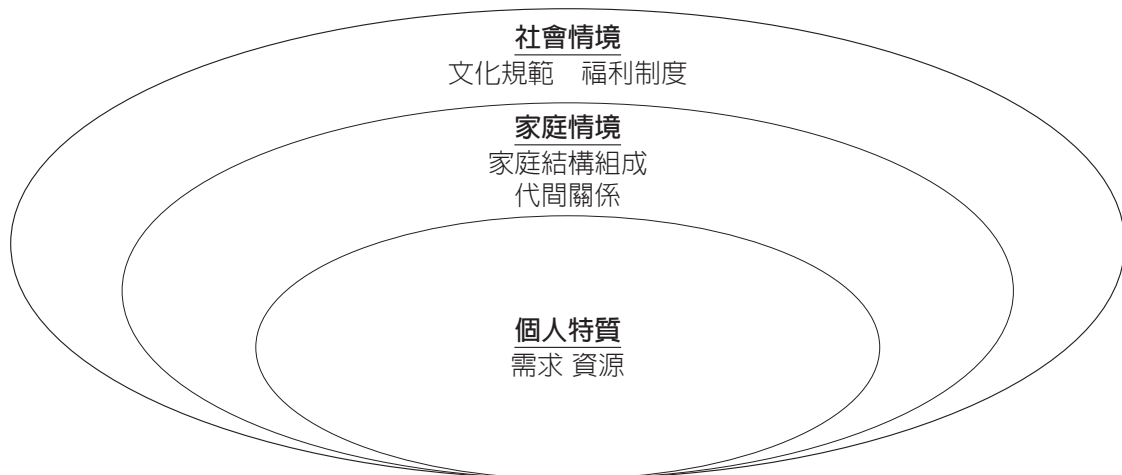 社會情境
文化規範　福利制度
家庭情境
家庭結構組成
代間關係
個人特質
需求 資源